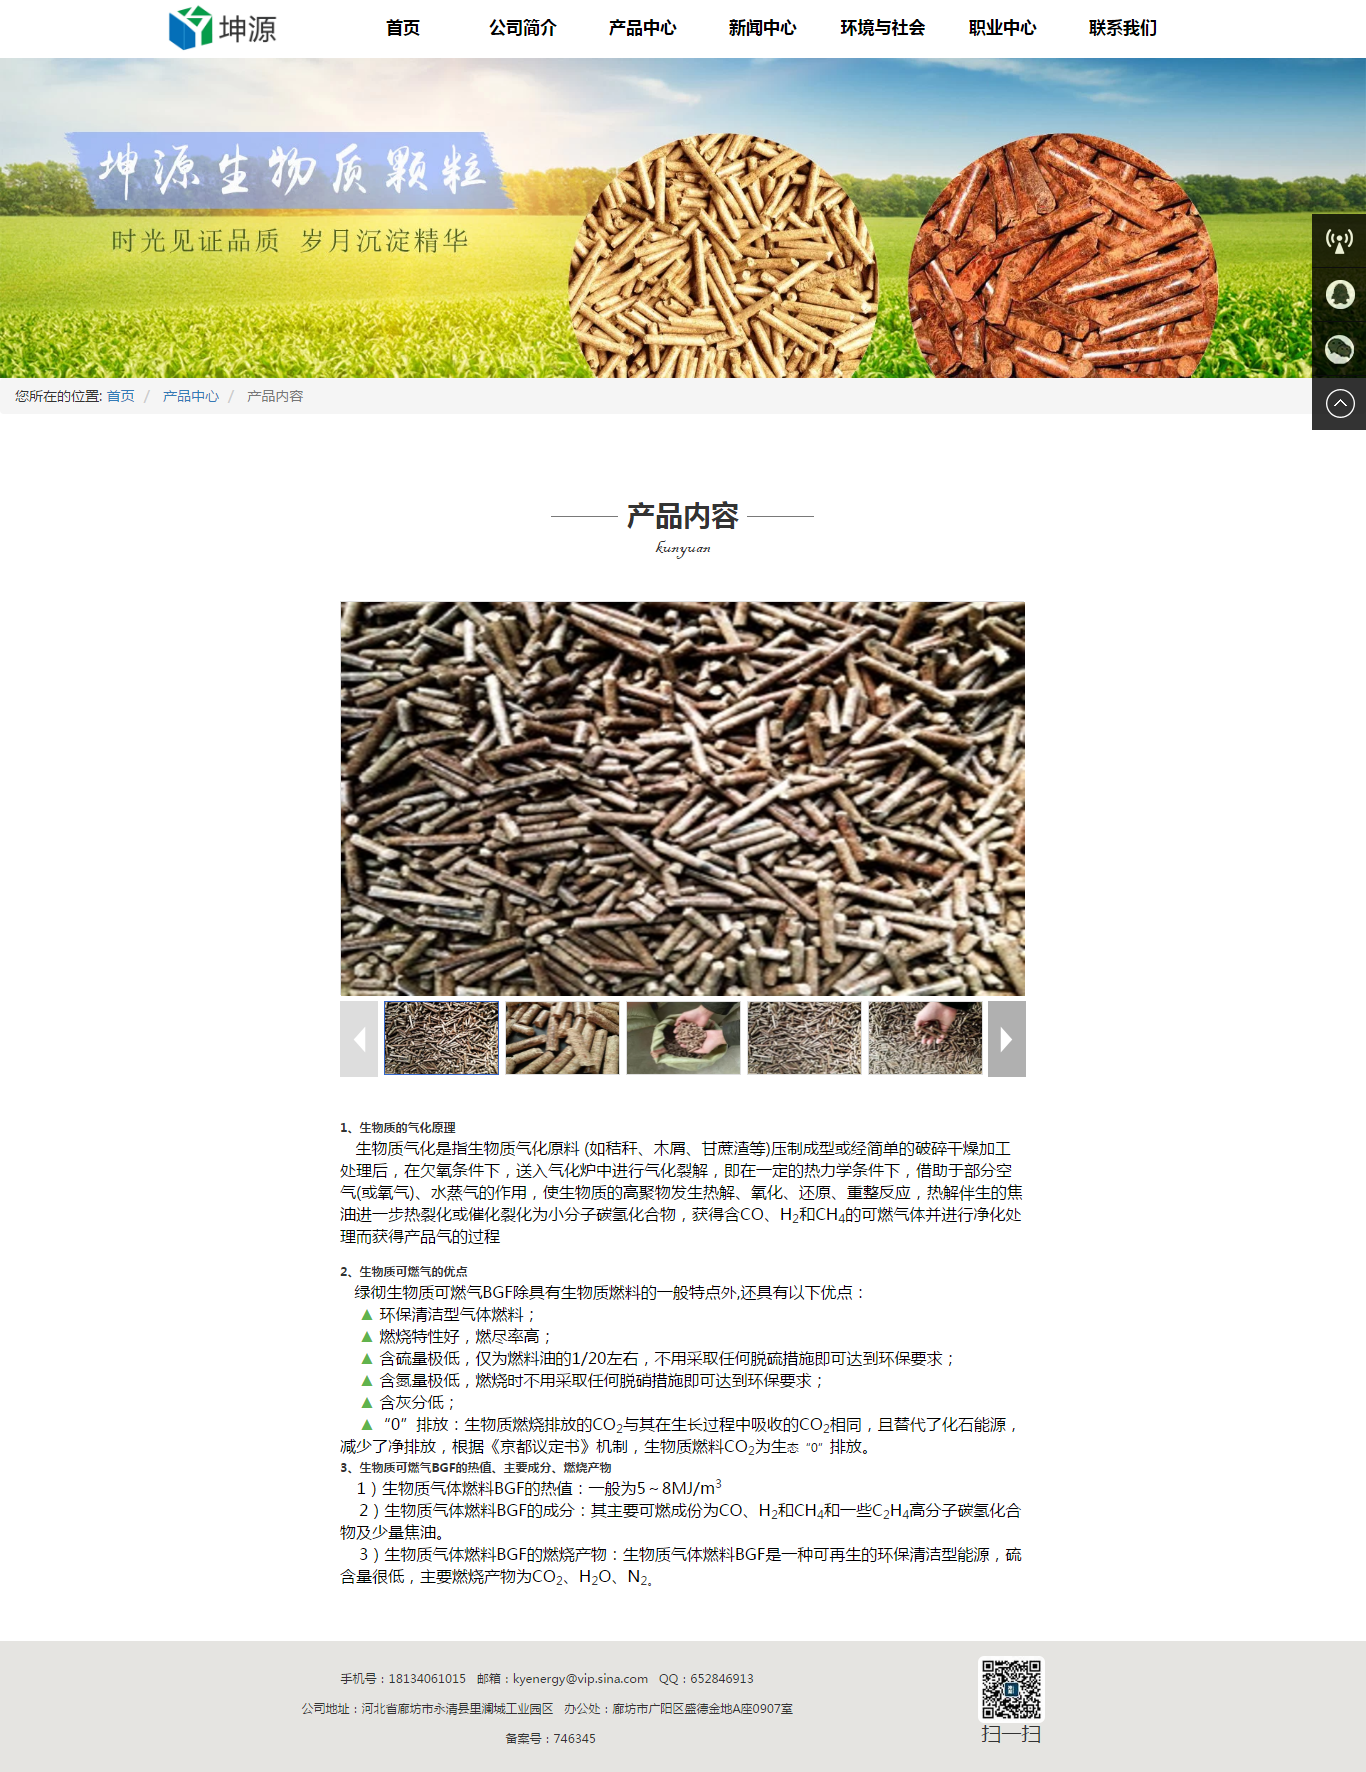 坤源
首页 公司简介 产品中心 新闻中心 环境与社会 职业中心 联系我们
坤源生物质颗粒
时光见证品质 岁月沉淀精华
您所在的位置: 首页 / 产品中心 / 产品内容
产品内容
kunyuan
1、生物质的气化原理
生物质气化是指生物质气化原料 (如秸秆、木屑、甘蔗渣等)压制成型或经简单的破碎干燥加工
处理后，在欠氧条件下，送入气化炉中进行气化裂解，即在一定的热力学条件下，借助于部分空
气(或氧气)、水蒸气的作用，使生物质的高聚物发生热解、氧化、还原、重整反应，热解伴生的焦
油进一步热裂化或催化裂化为小分子碳氢化合物，获得含CO、H2和CH4的可燃气体并进行净化处
理而获得产品气的过程
2、生物质可燃气的优点
绿彻生物质可燃气BGF除具有生物质燃料的一般特点外,还具有以下优点：
▲ 环保清洁型气体燃料；
▲ 燃烧特性好，燃尽率高；
▲ 含硫量极低，仅为燃料油的1/20左右，不用采取任何脱硫措施即可达到环保要求；
▲ 含氮量极低，燃烧时不用采取任何脱硝措施即可达到环保要求；
▲ 含灰分低；
▲“0”排放：生物质燃烧排放的CO2与其在生长过程中吸收的CO2相同，且替代了化石能源，
减少了净排放，根据《京都议定书》机制，生物质燃料CO2为生态“0”排放。
3、生物质可燃气BGF的热值、主要成分、燃烧产物
1）生物质气体燃料BGF的热值：一般为5～8MJ/m3
2）生物质气体燃料BGF的成分：其主要可燃成份为CO、H2和CH4和一些C2H4高分子碳氢化合
物及少量焦油。
3）生物质气体燃料BGF的燃烧产物：生物质气体燃料BGF是一种可再生的环保清洁型能源，硫
含量很低，主要燃烧产物为CO2、H2O、N2。
手机号：18134061015 邮箱：kyenergy@vip.sina.com QQ：652846913
公司地址：河北省廊坊市永清县里澜城工业园区 办公处：廊坊市广阳区盛德金地A座0907室
备案号：746345
扫一扫